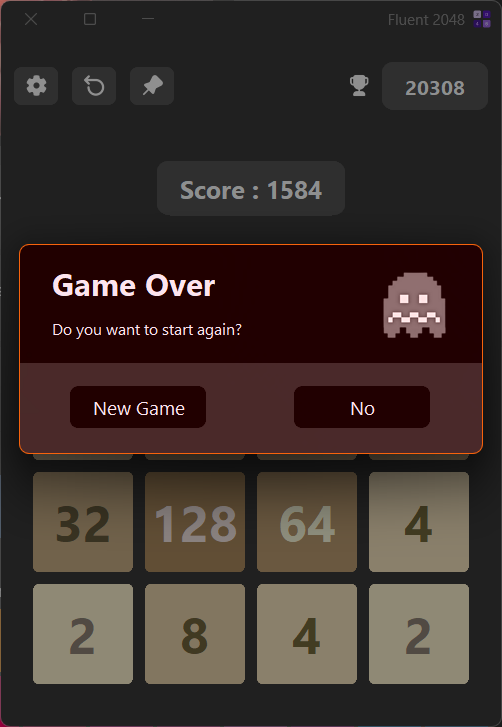 Fluent 2048
20308
Score : 1584
Game Over
Do you want to start again?
New Game No
32 128 64 4
2 8 4 2